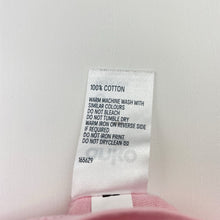 100% COTTON
WARM MACHINE WASH WITH
SIMILAR COLOURS
DO NOT BLEACH
DO NOT TUMBLE DRY
WARM IRON ON REVERSE SIDE
IF REQUIRED
DO NOT IRON PRINT
DO NOT DRYCLEAN
165629